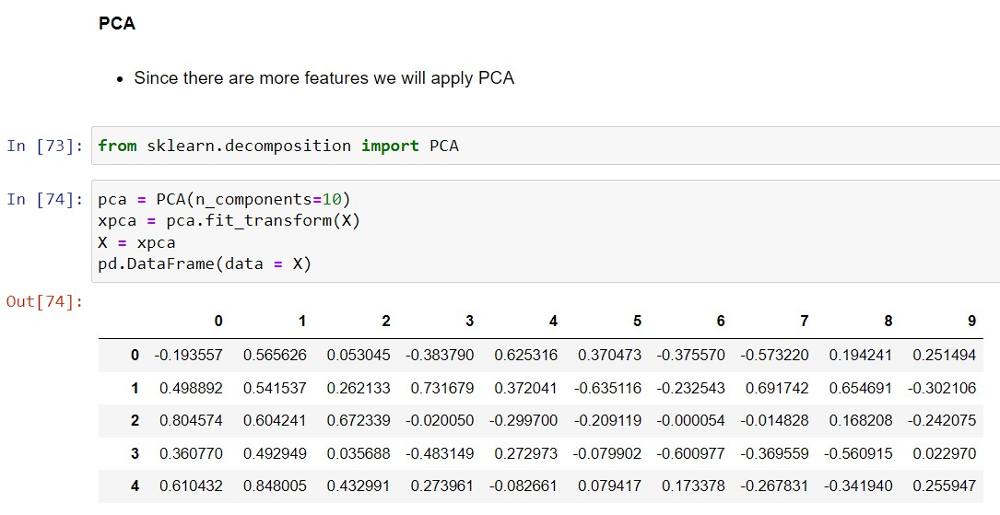 PCA
• Since there are more features we will apply PCA
In [73]: from sklearn.decomposition import PCA
In [74]: pca = PCA(n_components=10)
xpca = pca.fit_transform(X)
X = xpca
pd.DataFrame(data = X)
Out[74]:
0 1 2 3 4 5 6 7 8 9
0 -0.193557 0.565626 0.053045 -0.383790 0.625316 0.370473 -0.375570 -0.573220 0.194241 0.251494
1 0.498892 0.541537 0.262133 0.731679 0.372041 -0.635116 -0.232543 0.691742 0.654691 -0.302106
2 0.804574 0.604241 0.672339 -0.020050 -0.299700 -0.209119 -0.000054 -0.014828 0.168208 -0.242075
3 0.360770 0.492949 0.035688 -0.483149 0.272973 -0.079902 -0.600977 -0.369559 -0.560915 0.022970
4 0.610432 0.848005 0.432991 0.273961 -0.082661 0.079417 0.173378 -0.267831 -0.341940 0.255947